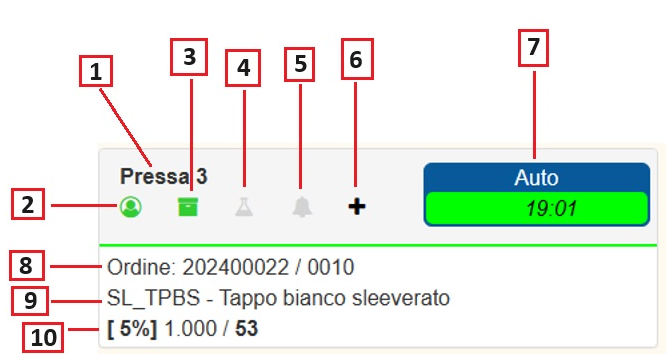 7
3
1
4
5
6
Pressa 3
Auto
19:01
2
8
Ordine: 202400022 / 0010
9
SL_TPBS - Tappo bianco sleeverato
10
[ 5%] 1.000 / 53